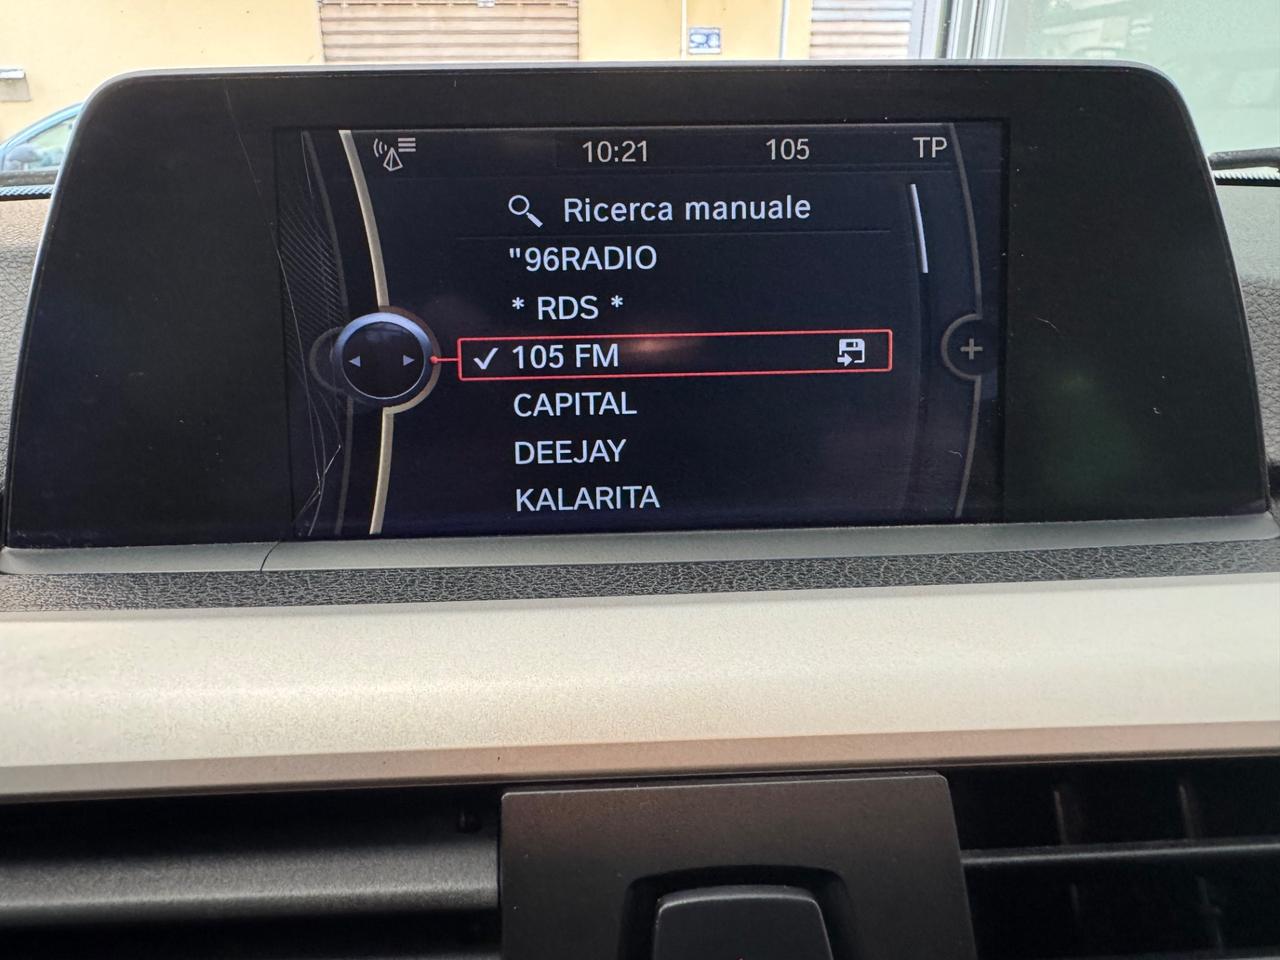 10:21 105 TP
Ricerca manuale
"96RADIO
* RDS *
105 FM
CAPITAL
DEEJAY
KALARITA